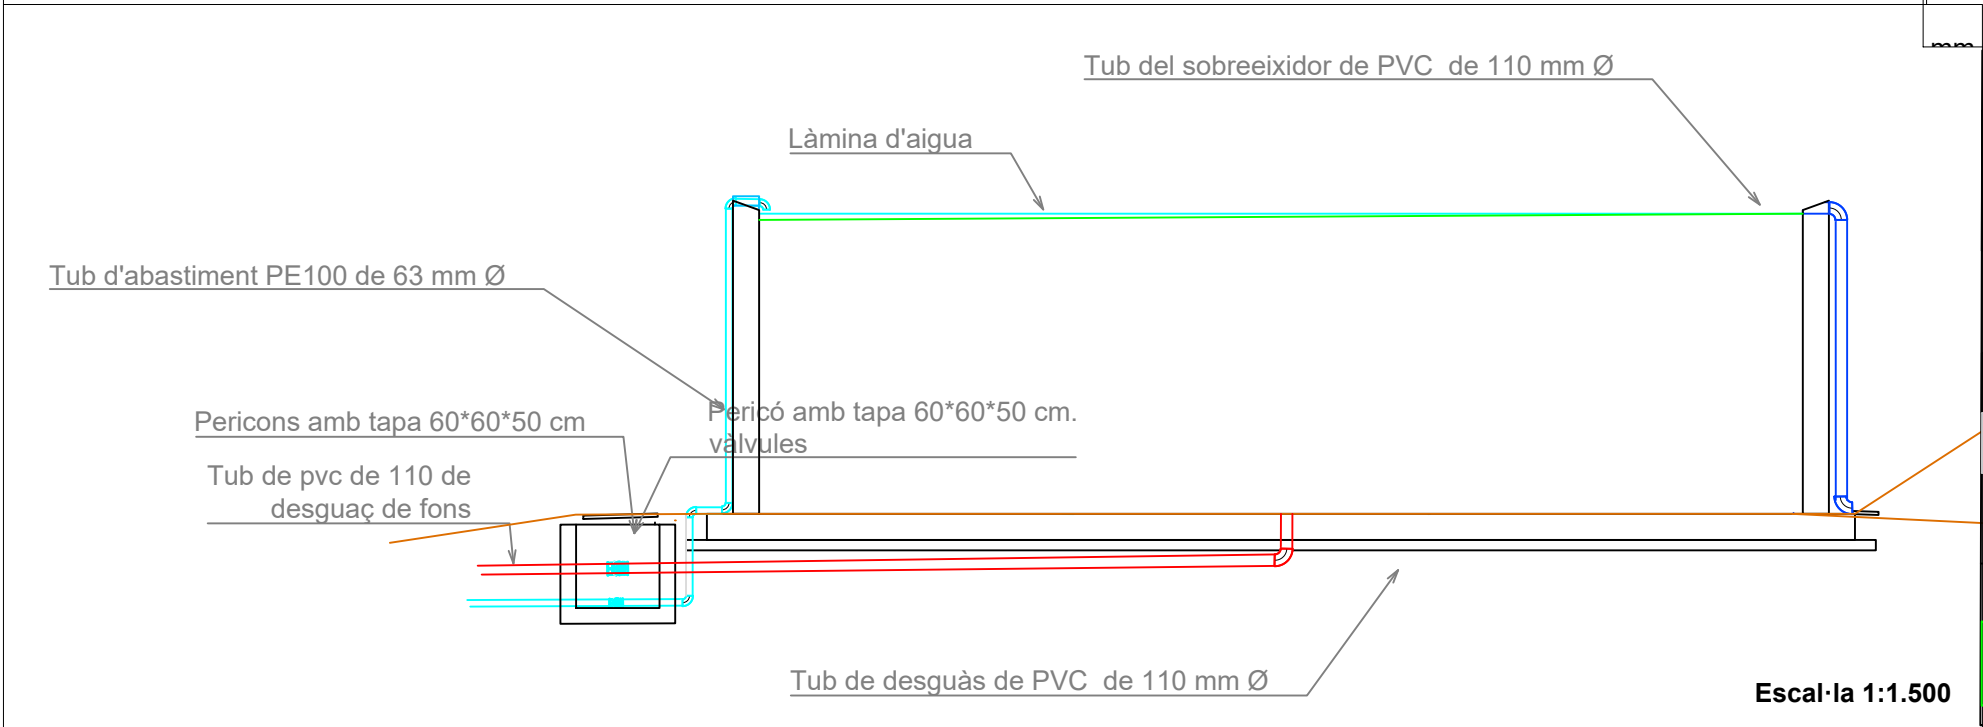 mm
Tub del sobreeixidor de PVC  de 110 mm Ø
Làmina d'aigua
Tub d'abastiment PE100 de 63 mm Ø
Pericons amb tapa 60*60*50 cm
Pericó amb tapa 60*60*50 cm.
vàlvules
Tub de pvc de 110 de
desguaç de fons
Tub de desguàs de PVC  de 110 mm Ø
Escal·la 1:1.500